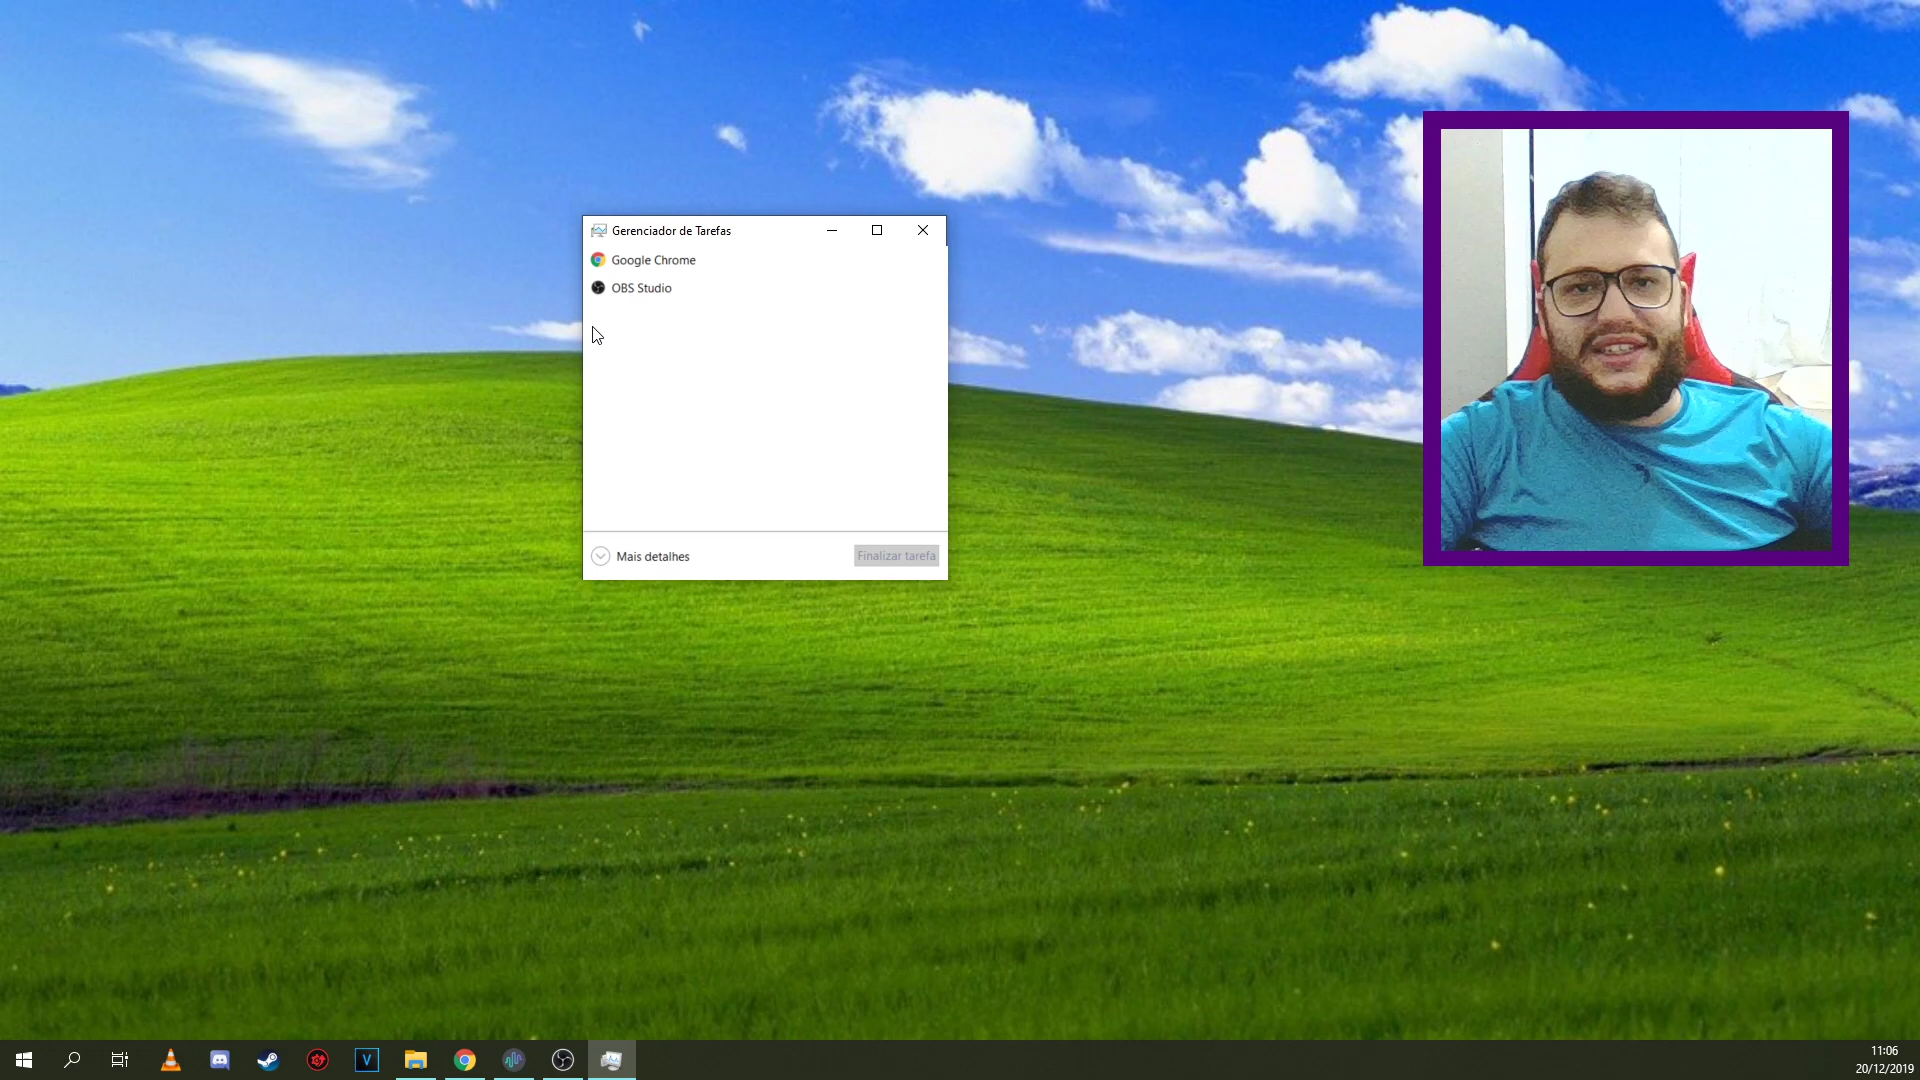 Gerenciador de Tarefas
Google Chrome
OBS Studio
Mais detalhes
Finalizar tarefa
V
11:06
20/12/2019